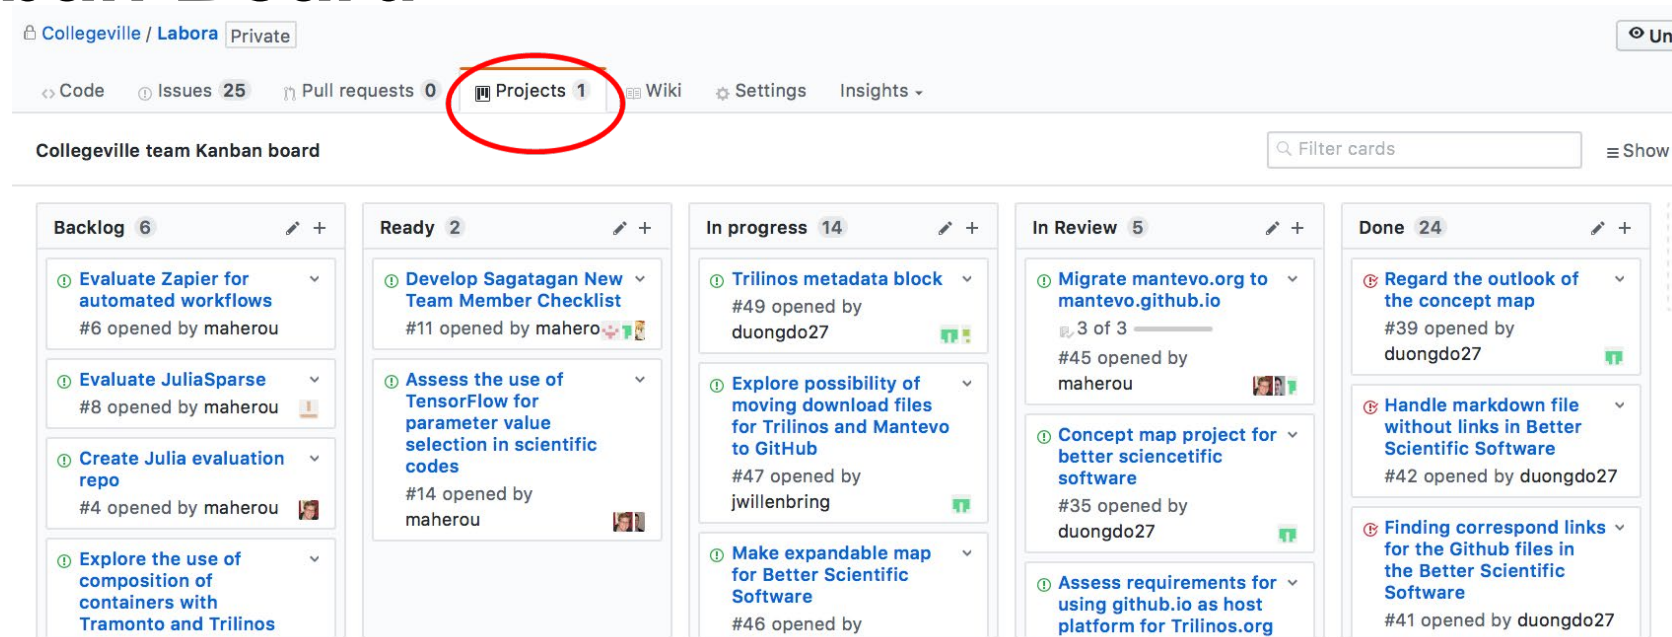 Collegeville / Labora Private
Un
Code Issues 25 Pull requests 0 Projects 1 Wiki Settings Insights
Collegeville team Kanban board
Filter cards
Show
Backlog 6
Evaluate Zapier for
automated workflows
#6 opened by maherou
Evaluate JuliaSparse
#8 opened by maherou
Create Julia evaluation
repo
#4 opened by maherou
Explore the use of
composition of
containers with
Tramonto and Trilinos
Ready 2
Develop Sagatagan New
Team Member Checklist
#11 opened by mahero
Assess the use of
TensorFlow for
parameter value
selection in scientific
codes
#14 opened by
maherou
In progress 14
Trilinos metadata block
#49 opened by
duongdo27
Explore possibility of
moving download files
for Trilinos and Mantevo
to GitHub
#47 opened by
jwillenbring
Make expandable map
for Better Scientific
Software
#46 opened by
In Review 5
Migrate mantevo.org to
mantevo.github.io
3 of 3
#45 opened by
maherou
Concept map project for
better sciencetific
software
#35 opened by
duongdo27
Assess requirements for
using github.io as host
platform for Trilinos.org
Done 24
Regard the outlook of
the concept map
#39 opened by
duongdo27
Handle markdown file
without links in Better
Scientific Software
#42 opened by duongdo27
Finding correspond links
for the Github files in
the Better Scientific
Software
#41 opened by duongdo27